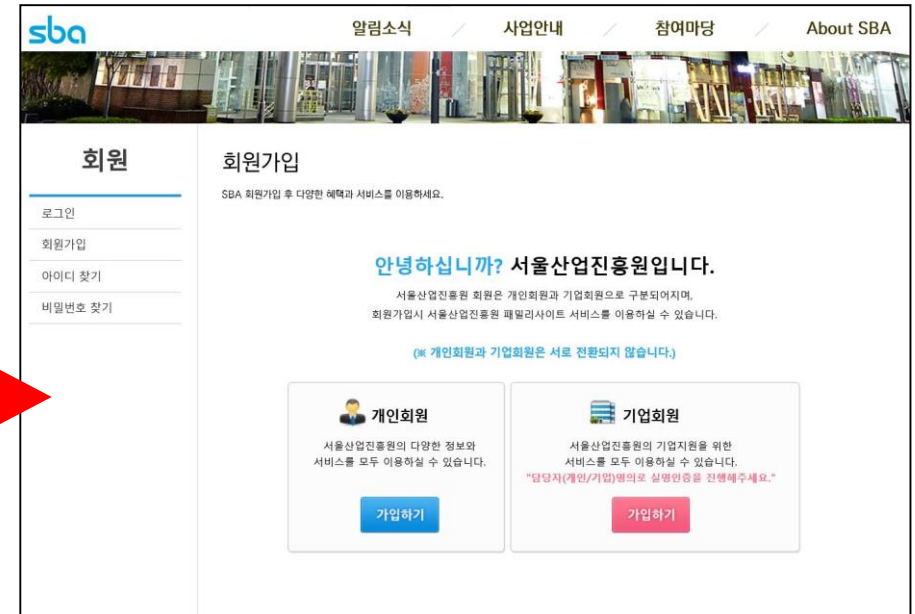 sba
알림소식 / 사업안내 / 참여마당 / About SBA
회원
로그인
회원가입
아이디 찾기
비밀번호 찾기
회원가입
SBA 회원가입 후 다양한 혜택과 서비스를 이용하세요.
안녕하십니까? 서울산업진흥원입니다.
서울산업진흥원 회원은 개인회원과 기업회원으로 구분되어지며,
회원가입시 서울산업진흥원 패밀리사이트 서비스를 이용하실 수 있습니다.
(※ 개인회원과 기업회원은 서로 전환되지 않습니다.)
개인회원
서울산업진흥원의 다양한 정보와
서비스를 모두 이용하실 수 있습니다.
가입하기
기업회원
서울산업진흥원의 기업지원을 위한
서비스를 모두 이용하실 수 있습니다.
"담당자(개인/기업)명의로 실명인증을 진행해주세요."
가입하기